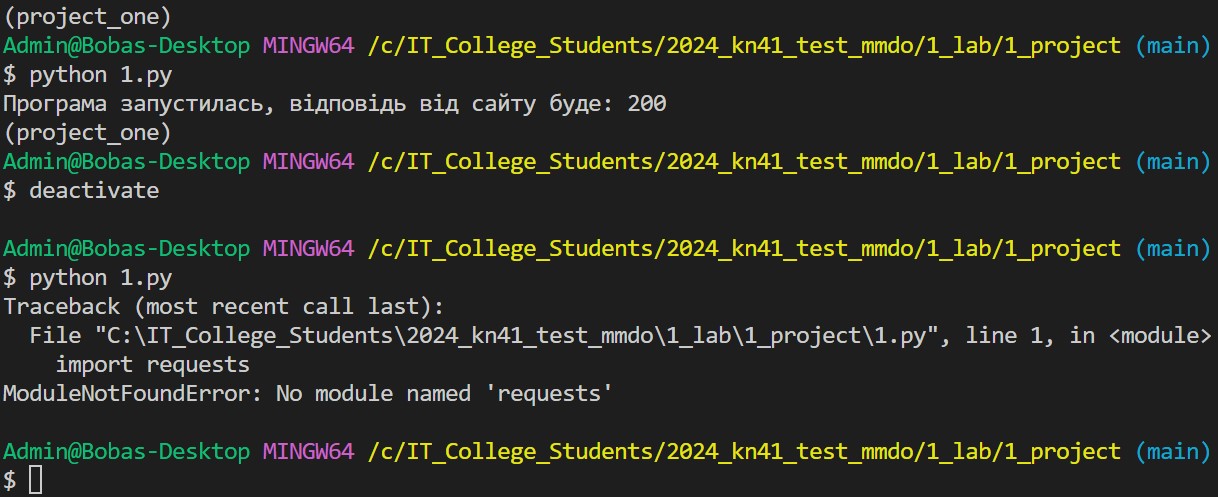 (project_one)
Admin@Bobas-Desktop MINGW64 /c/IT_College_Students/2024_kn41_test_mmdo/1_lab/1_project (main)
$ python 1.py
Програма запустилась, відповідь від сайту буде: 200
(project_one)
Admin@Bobas-Desktop MINGW64 /c/IT_College_Students/2024_kn41_test_mmdo/1_lab/1_project (main)
$ deactivate
Admin@Bobas-Desktop MINGW64 /c/IT_College_Students/2024_kn41_test_mmdo/1_lab/1_project (main)
$ python 1.py
Traceback (most recent call last):
  File "C:\IT_College_Students\2024_kn41_test_mmdo\1_lab\1_project\1.py", line 1, in <module>
    import requests
ModuleNotFoundError: No module named 'requests'
Admin@Bobas-Desktop MINGW64 /c/IT_College_Students/2024_kn41_test_mmdo/1_lab/1_project (main)
$